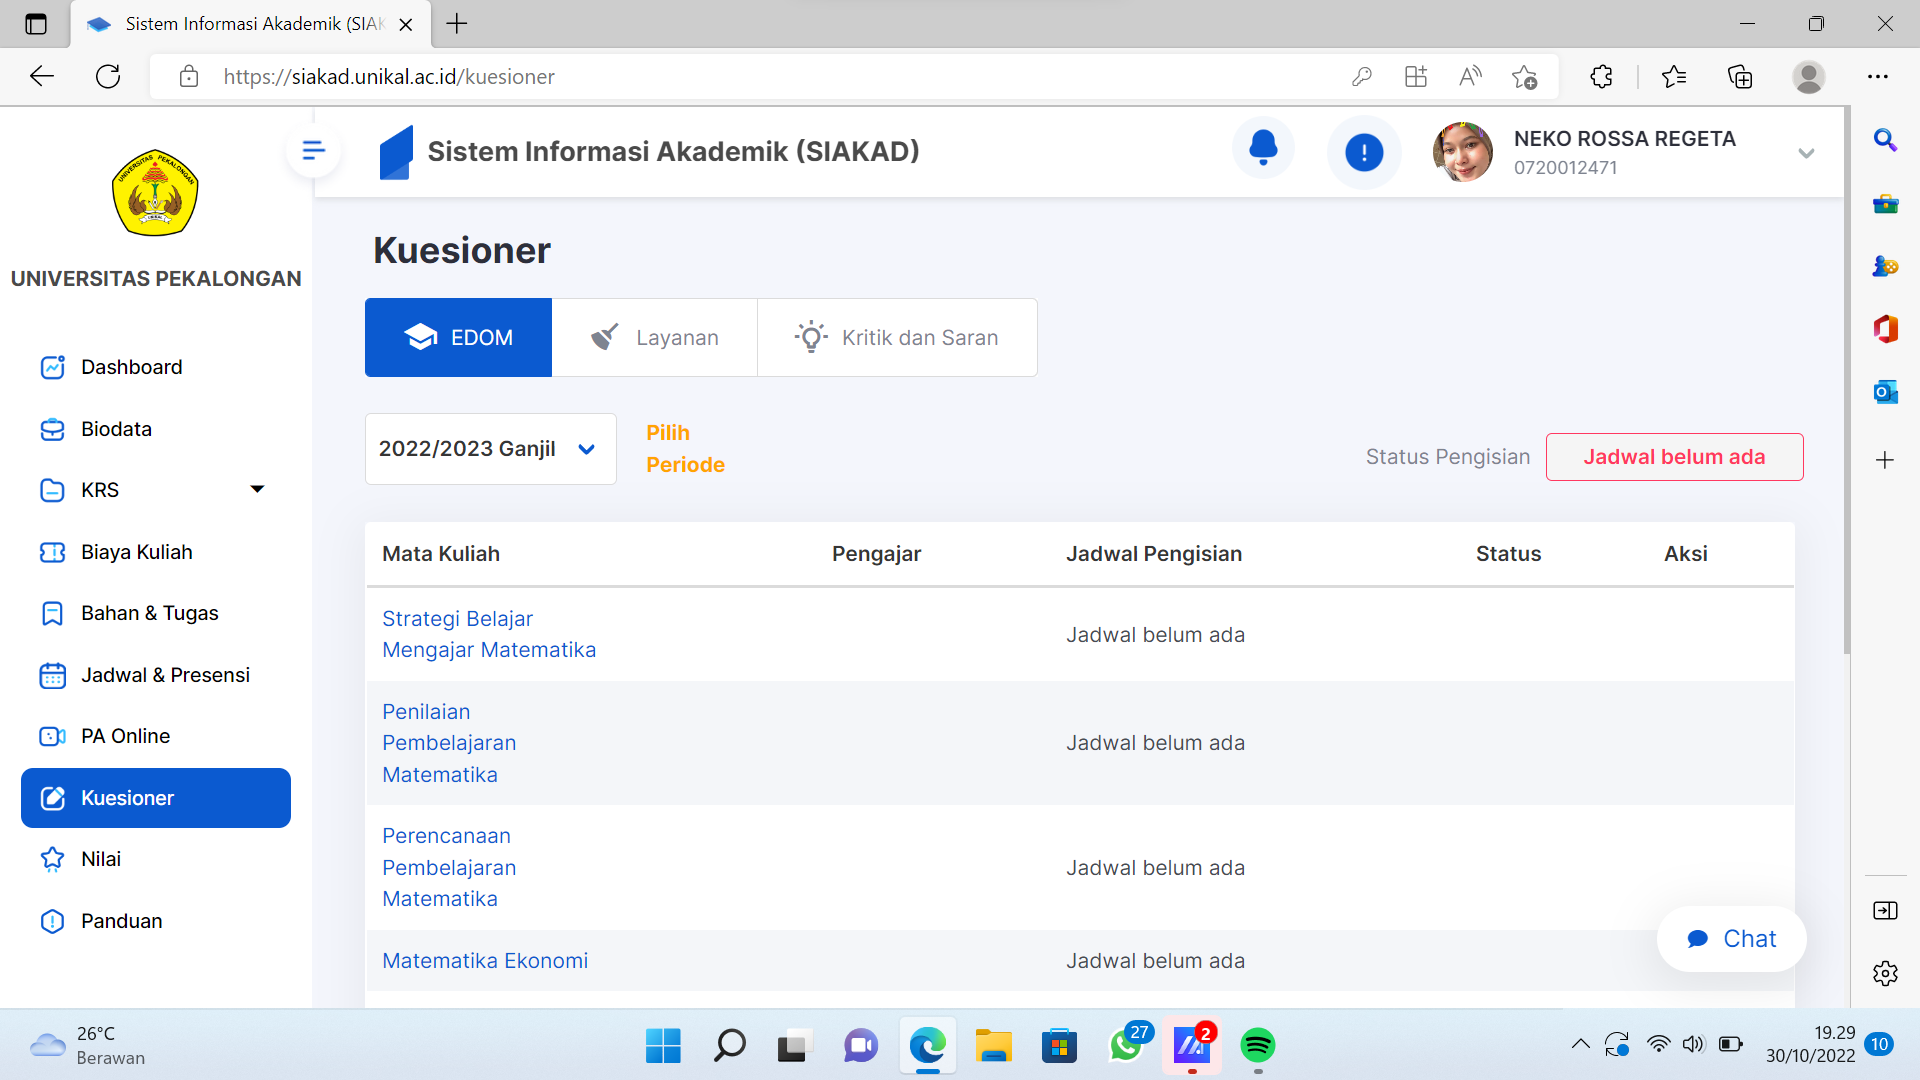 Sistem Informasi Akademik (SIAK
https://siakad.unikal.ac.id/kuesioner
UNIVERSITAS PEKALONGAN
UNIVERSITAS PEKALONGAN
Dashboard
Biodata
KRS
Biaya Kuliah
Bahan & Tugas
Jadwal & Presensi
PA Online
Kuesioner
Nilai
Panduan
Sistem Informasi Akademik (SIAKAD)
NEKO ROSSA REGETA
0720012471
Kuesioner
EDOM
Layanan
Kritik dan Saran
2022/2023 Ganjil
Pilih
Periode
Status Pengisian
Jadwal belum ada
Mata Kuliah Pengajar Jadwal Pengisian Status Aksi
Strategi Belajar
Mengajar Matematika
Jadwal belum ada
Penilaian
Pembelajaran
Matematika
Jadwal belum ada
Perencanaan
Pembelajaran
Matematika
Jadwal belum ada
Matematika Ekonomi
Jadwal belum ada
Chat
26°C
Berawan
27
2
19.29
30/10/2022
10